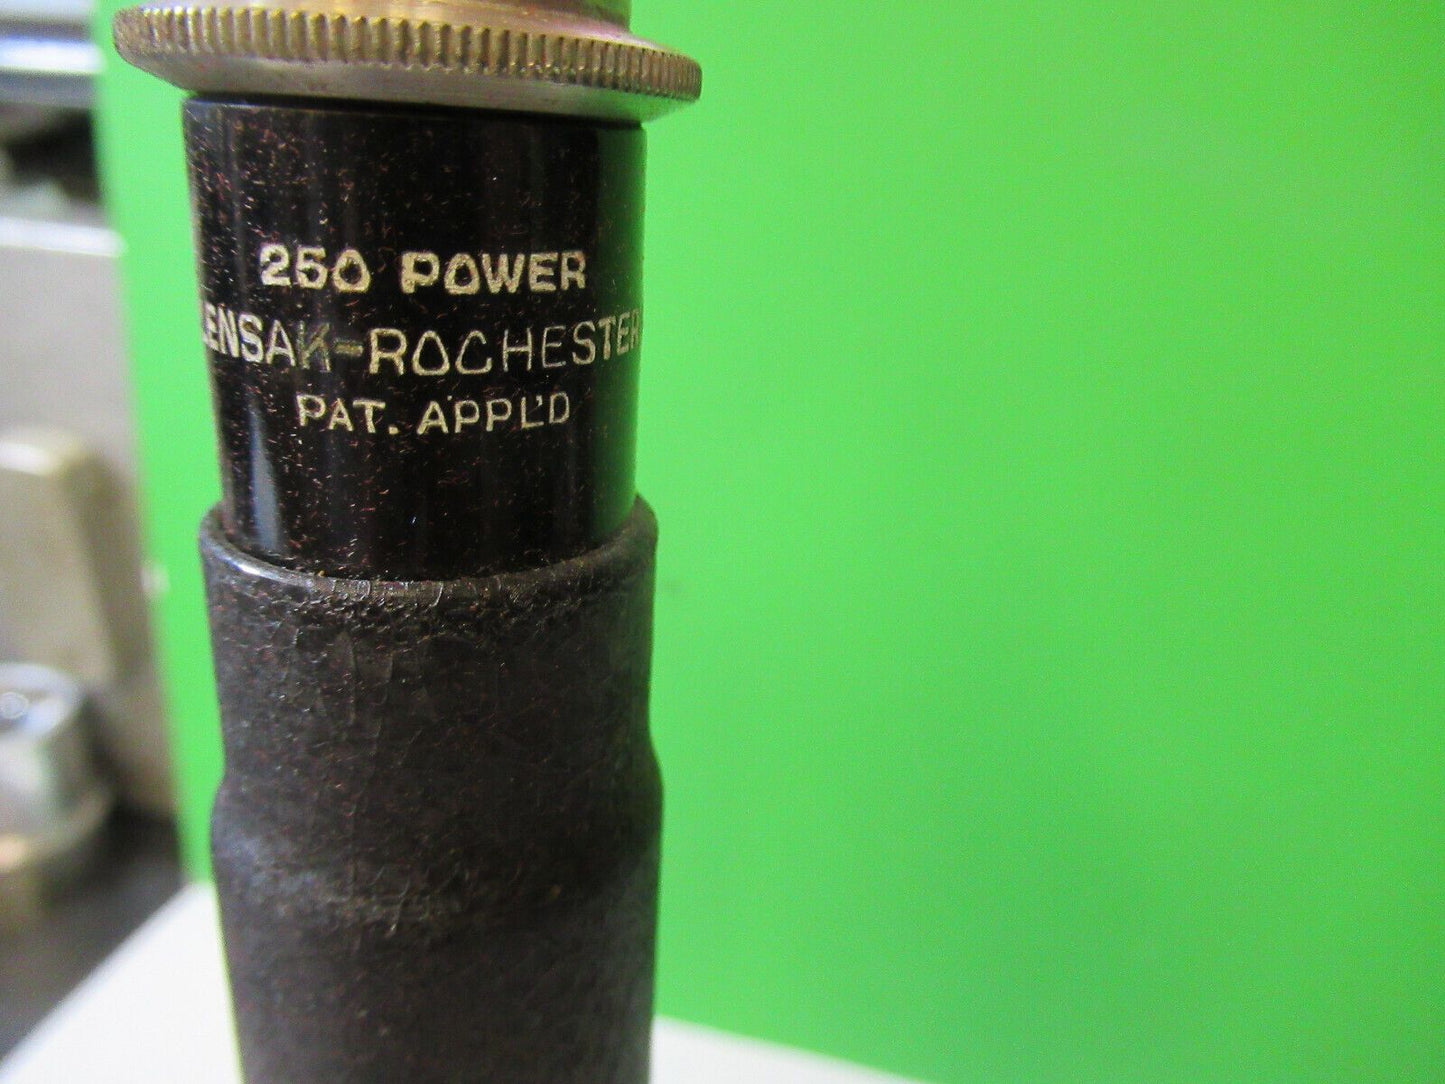 250 POWER
LENSAK-ROCHESTER
PAT. APPL'D